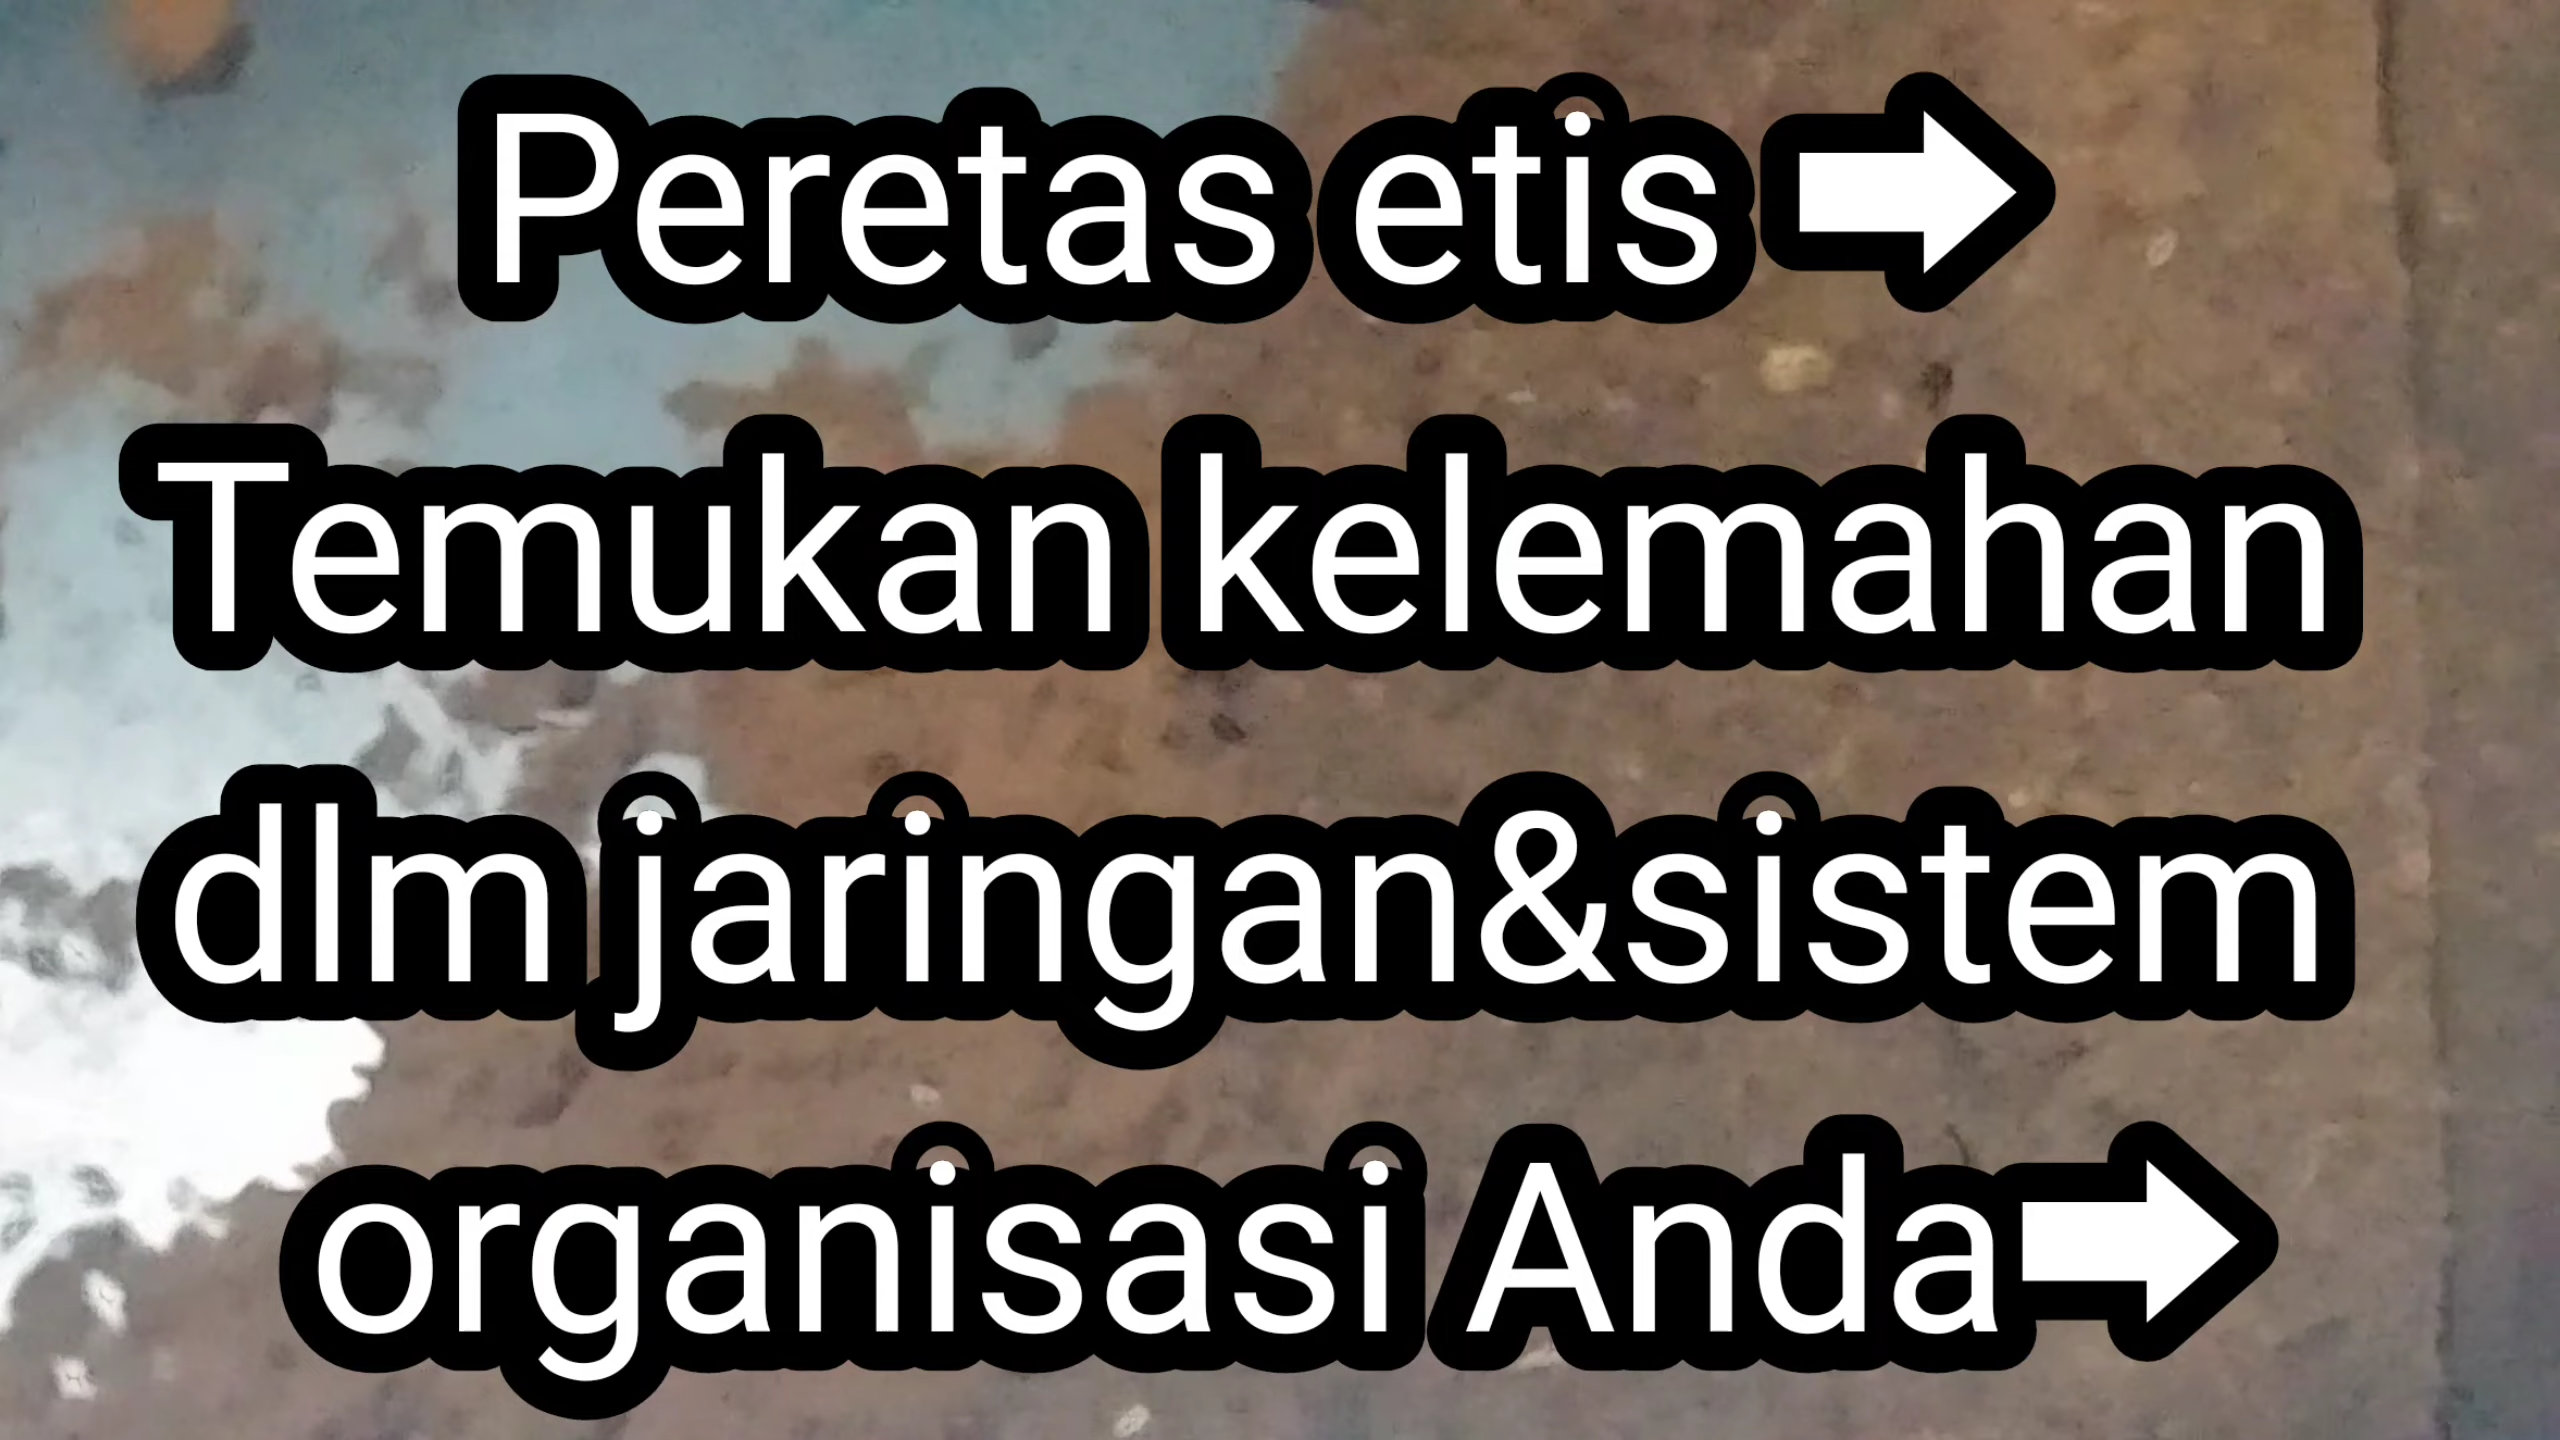 Peretas etis ➡
Temukan kelemahan
dlm jaringan&sistem
organisasi Anda➡